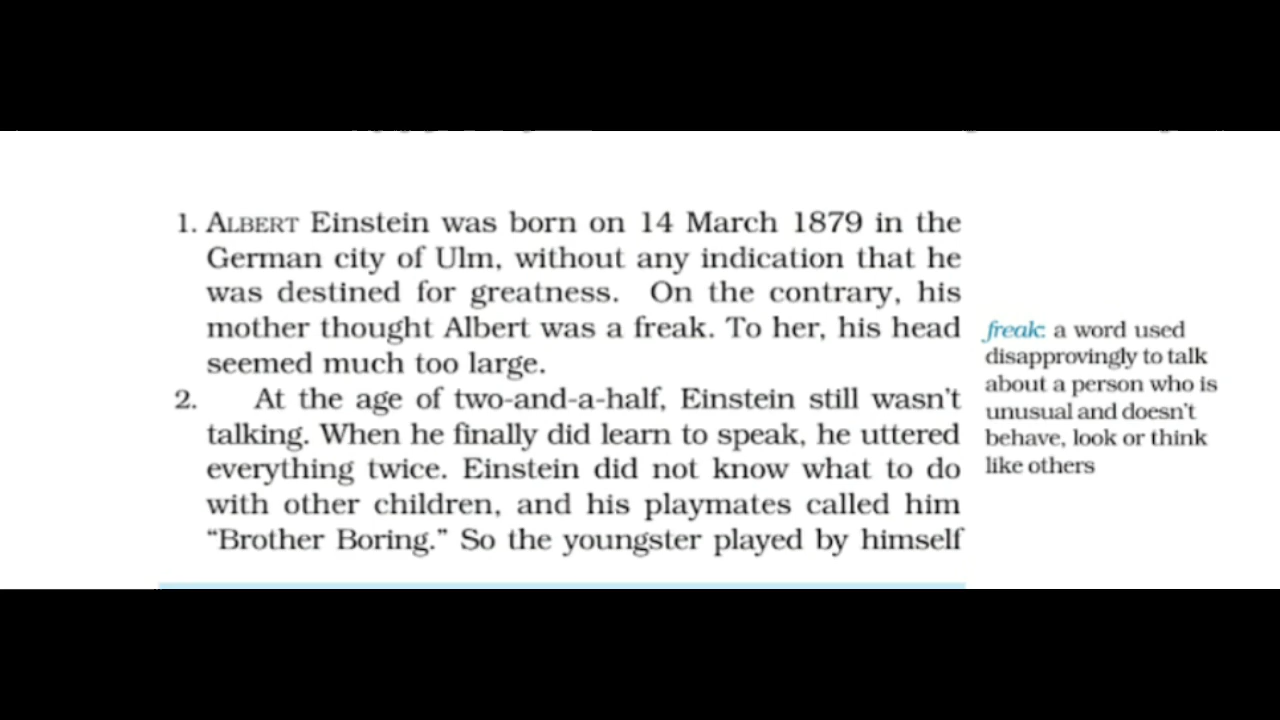 1. ALBERT Einstein was born on 14 March 1879 in the
German city of Ulm, without any indication that he
was destined for greatness. On the contrary, his
mother thought Albert was a freak. To her, his head
seemed much too large.
2. At the age of two-and-a-half, Einstein still wasn't
talking. When he finally did learn to speak, he uttered
everything twice. Einstein did not know what to do
with other children, and his playmates called him
“Brother Boring.” So the youngster played by himself
freak: a word used
disapprovingly to talk
about a person who is
unusual and doesn't
behave, look or think
like others